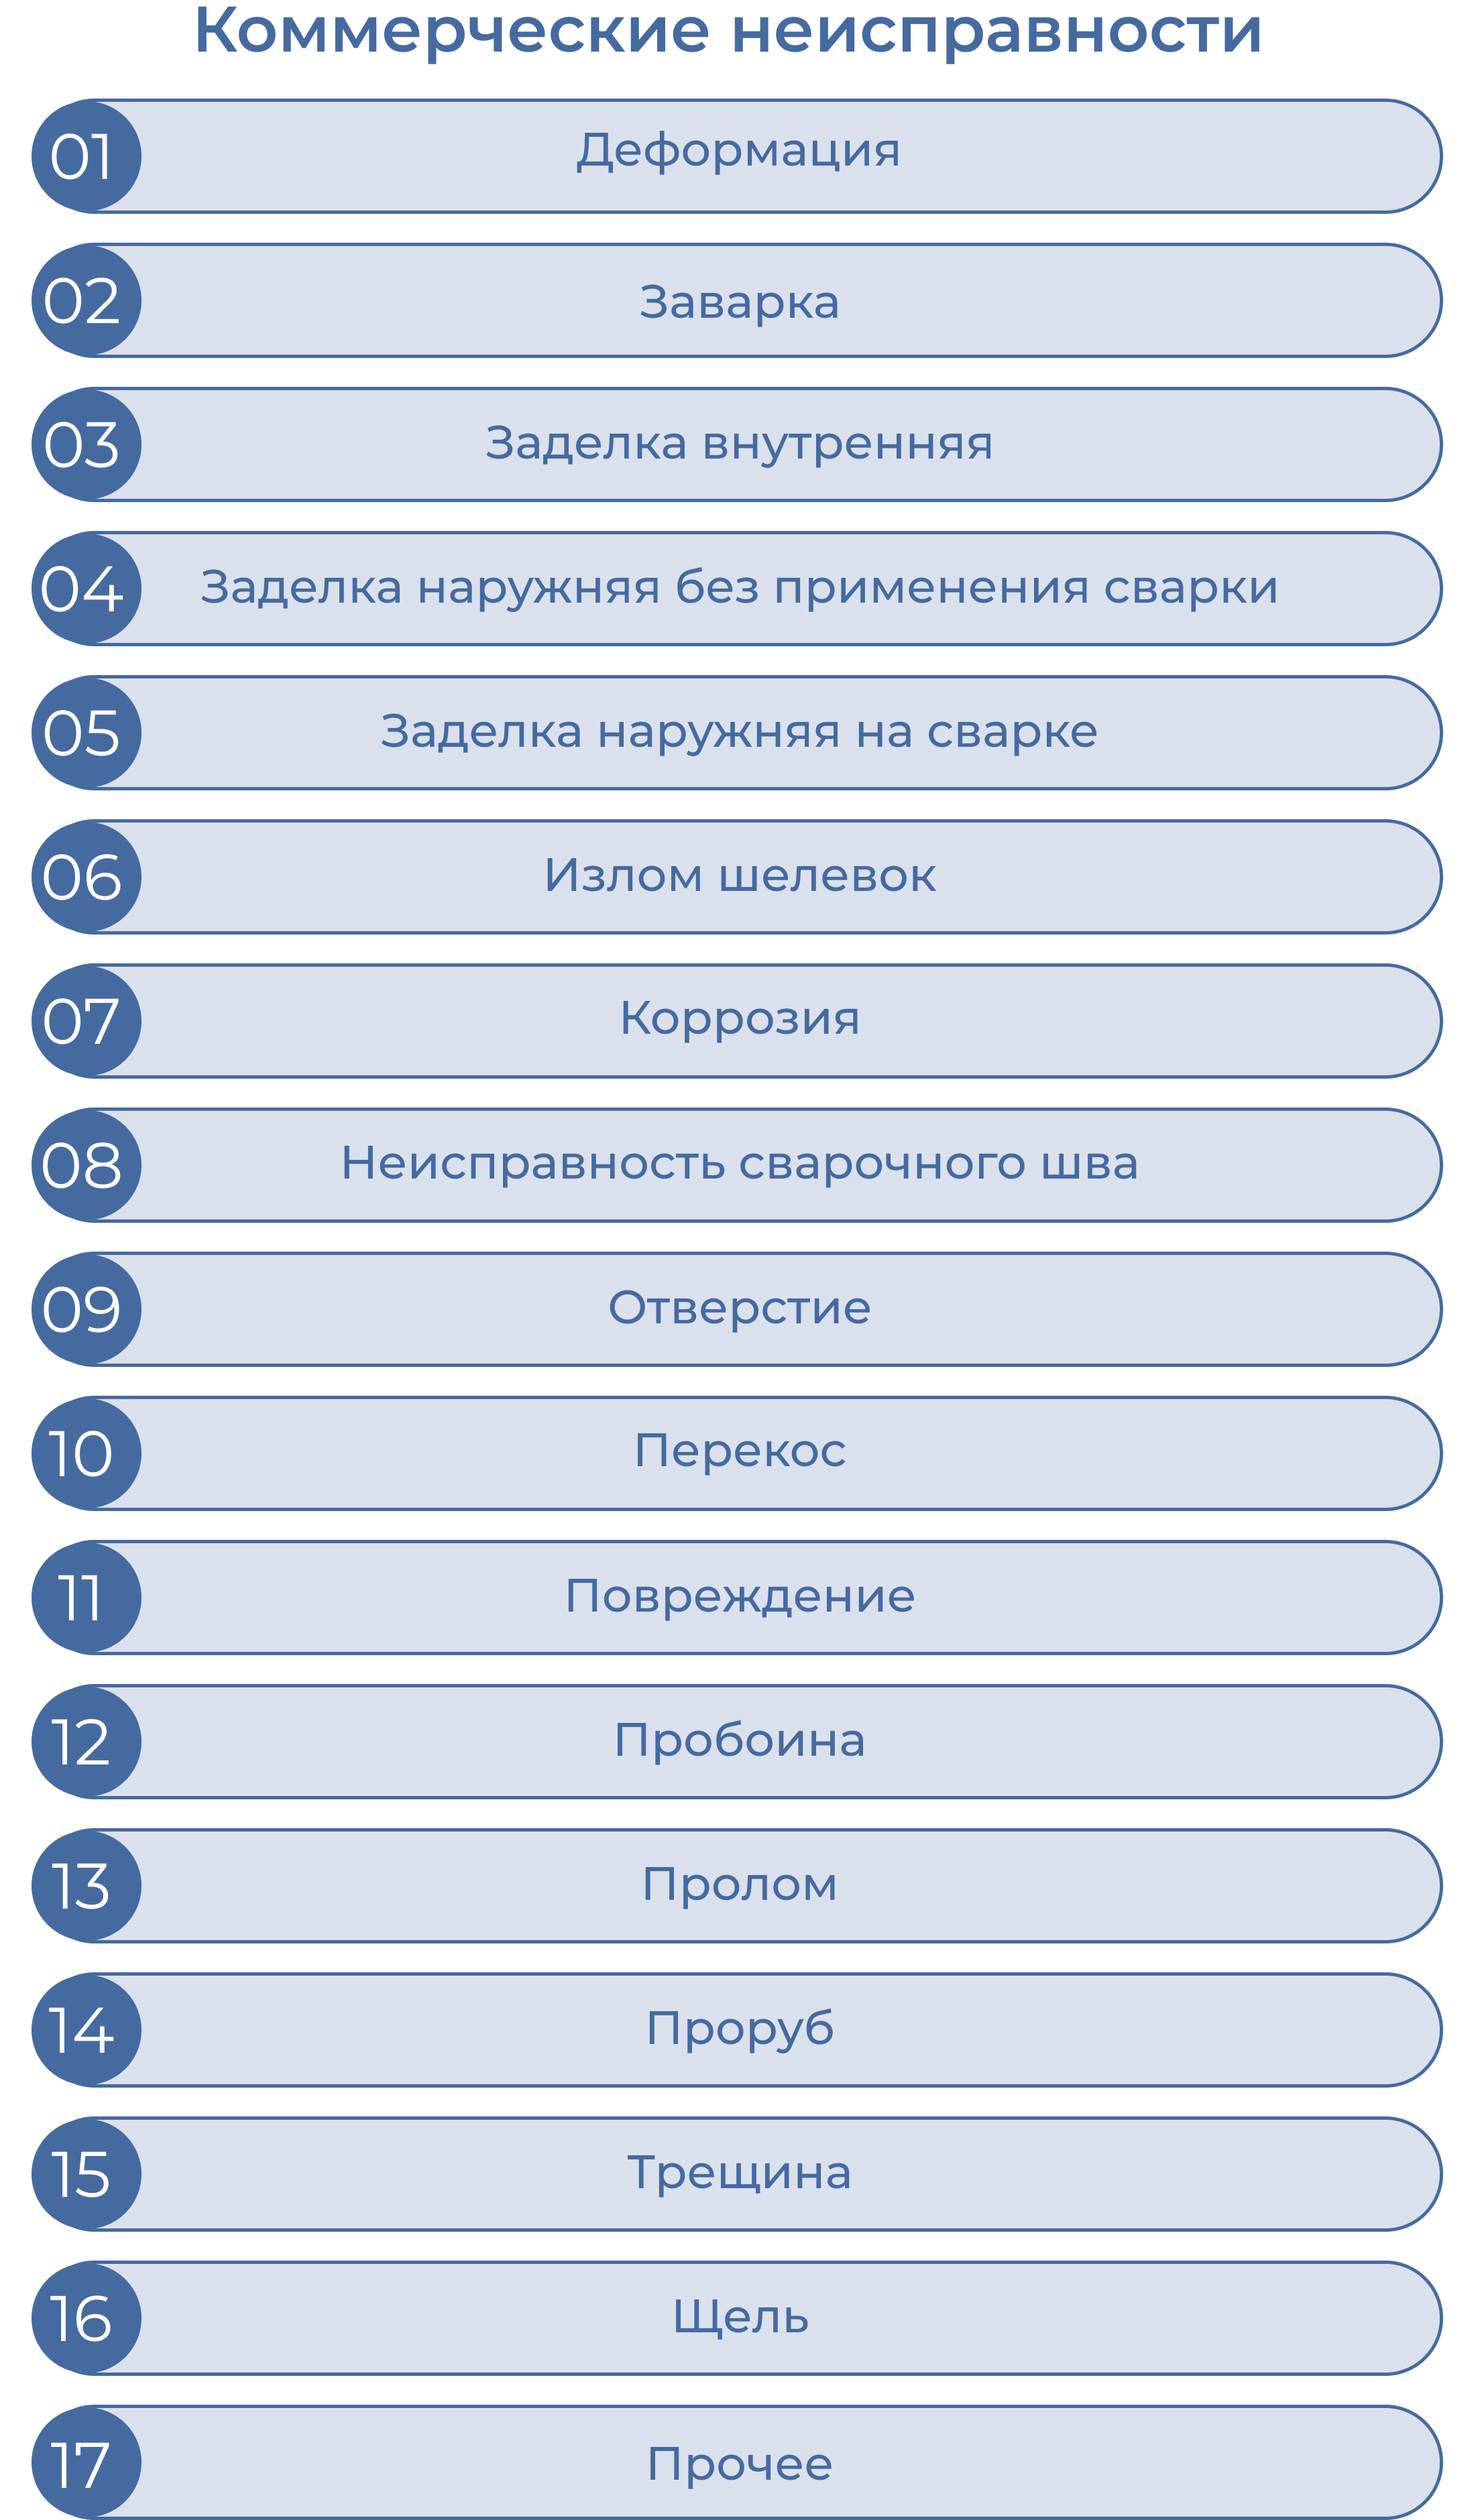 Коммерческие неисправности
01 Деформация
02 Заварка
03 Заделка внутренняя
04 Заделка наружняя без применения сварки
05 Заделка наружняя на сварке
06 Излом шелевок
07 Коррозия
08 Неисправность сварочного шва
09 Отверстие
10 Перекос
11 Повреждение
12 Пробоина
13 Пролом
14 Проруб
15 Трещина
16 Щель
17 Прочее